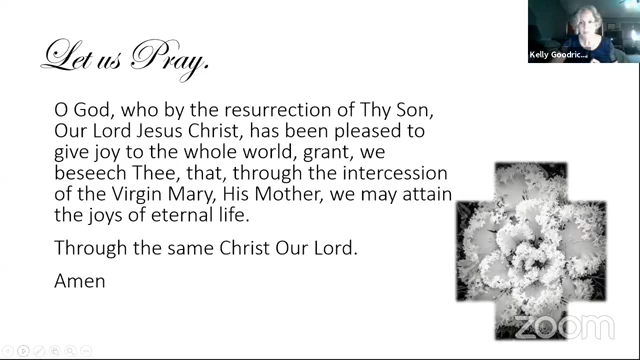 Let us Pray.
Kelly Goodric...
O God, who by the resurrection of Thy Son,
Our Lord Jesus Christ, has been pleased to
give joy to the whole world, grant, we
beseech Thee, that, through the intercession
of the Virgin Mary, His Mother, we may attain
the joys of eternal life.
Through the same Christ Our Lord.
Amen
zoom